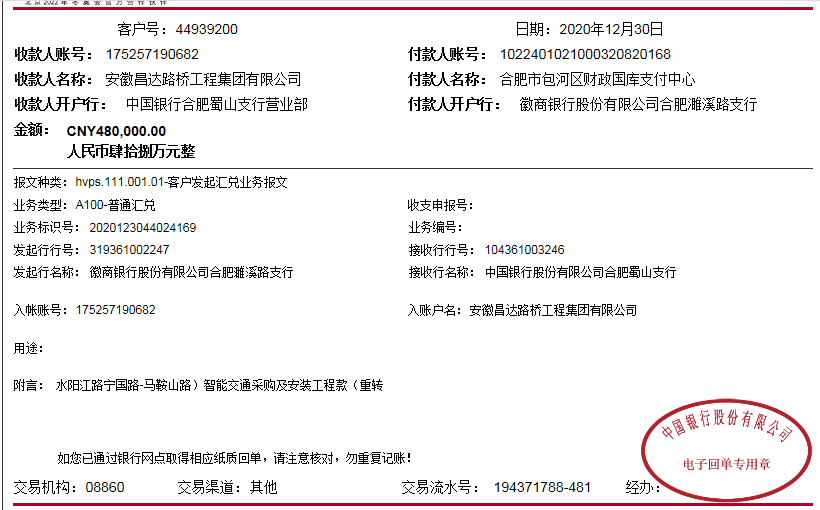 北京2022年冬奥会官方合作伙伴
客户号：44939200 日期：2020年12月30日
收款人账号：175257190682 付款人账号：1022401021000320820168
收款人名称：安徽昌达路桥工程集团有限公司 付款人名称：合肥市包河区财政国库支付中心
收款人开户行：中国银行合肥蜀山支行营业部 付款人开户行：徽商银行股份有限公司合肥濉溪路支行
金额：CNY480,000.00
人民币肆拾捌万元整
报文种类：hvps.111.001.01-客户发起汇兑业务报文
业务类型：A100-普通汇兑 收支申报号：
业务标识号：2020123044024169 业务编号：
发起行行号：319361002247 接收行行号：104361003246
发起行名称：徽商银行股份有限公司合肥濉溪路支行 接收行名称：中国银行股份有限公司合肥蜀山支行
入帐账号：175257190682 入账户名：安徽昌达路桥工程集团有限公司
用途：
附言：水阳江路宁国路-马鞍山路）智能交通采购及安装工程款（重转
中国银行股份有限公司
电子回单专用章
如您已通过银行网点取得相应纸质回单，请注意核对，勿重复记账！
交易机构：08860 交易渠道：其他 交易流水号：194371788-481 经办：